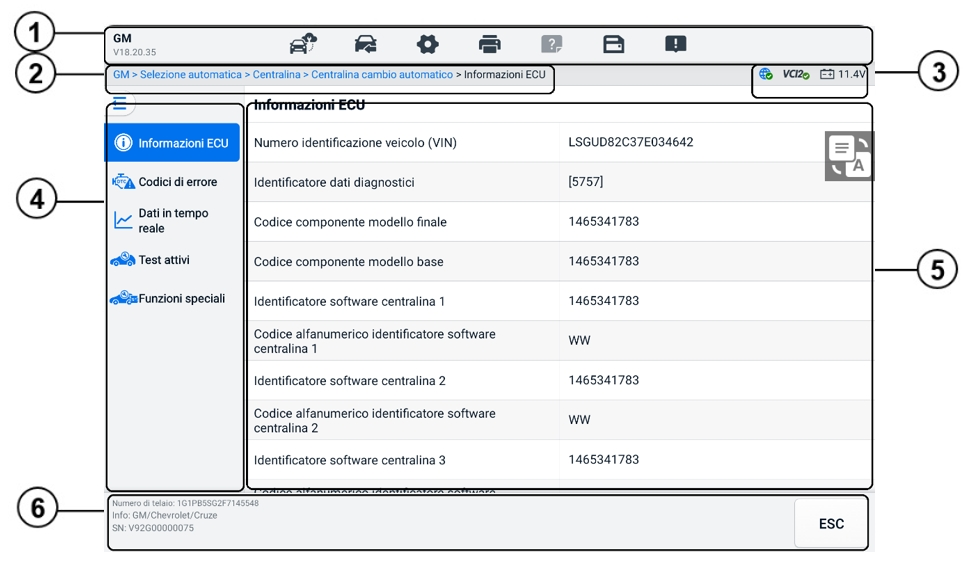 1
GM
V18.20.35
2
GM > Selezione automatica > Centralina > Centralina cambio automatico > Informazioni ECU
VCI2
11.4V
3
Informazioni ECU
Informazioni ECU
Numero identificazione veicolo (VIN)
LSGUD82C37E034642
A
DTC
Codici di errore
Identificatore dati diagnostici
[5757]
4
Dati in tempo
reale
Codice componente modello finale
1465341783
Test attivi
Codice componente modello base
1465341783
5
Funzioni speciali
Identificatore software centralina 1
1465341783
Codice alfanumerico identificatore software
centralina 1
WW
Identificatore software centralina 2
1465341783
Codice alfanumerico identificatore software
centralina 2
WW
Identificatore software centralina 3
1465341783
Codice alfanumerico identificatore software
6
Numero di telaio: 1G1PB5SG2F7145548
Info: GM/Chevrolet/Cruze
SN: V92G00000075
ESC